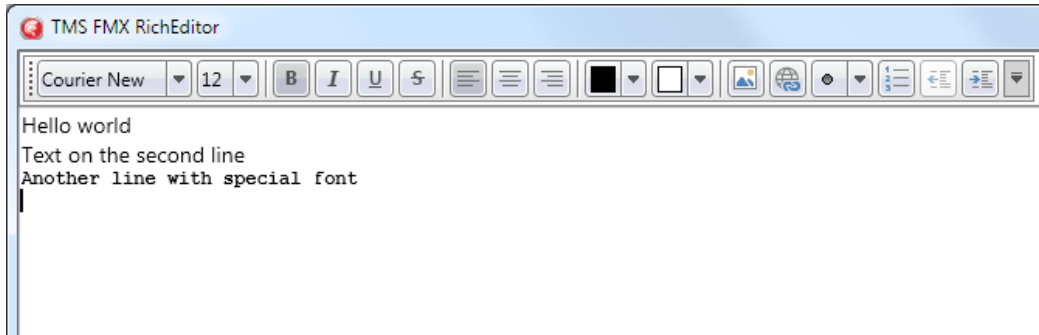 TMS FMX RichEditor
Courier New 12 B I U S
Hello world
Text on the second line
Another line with special font